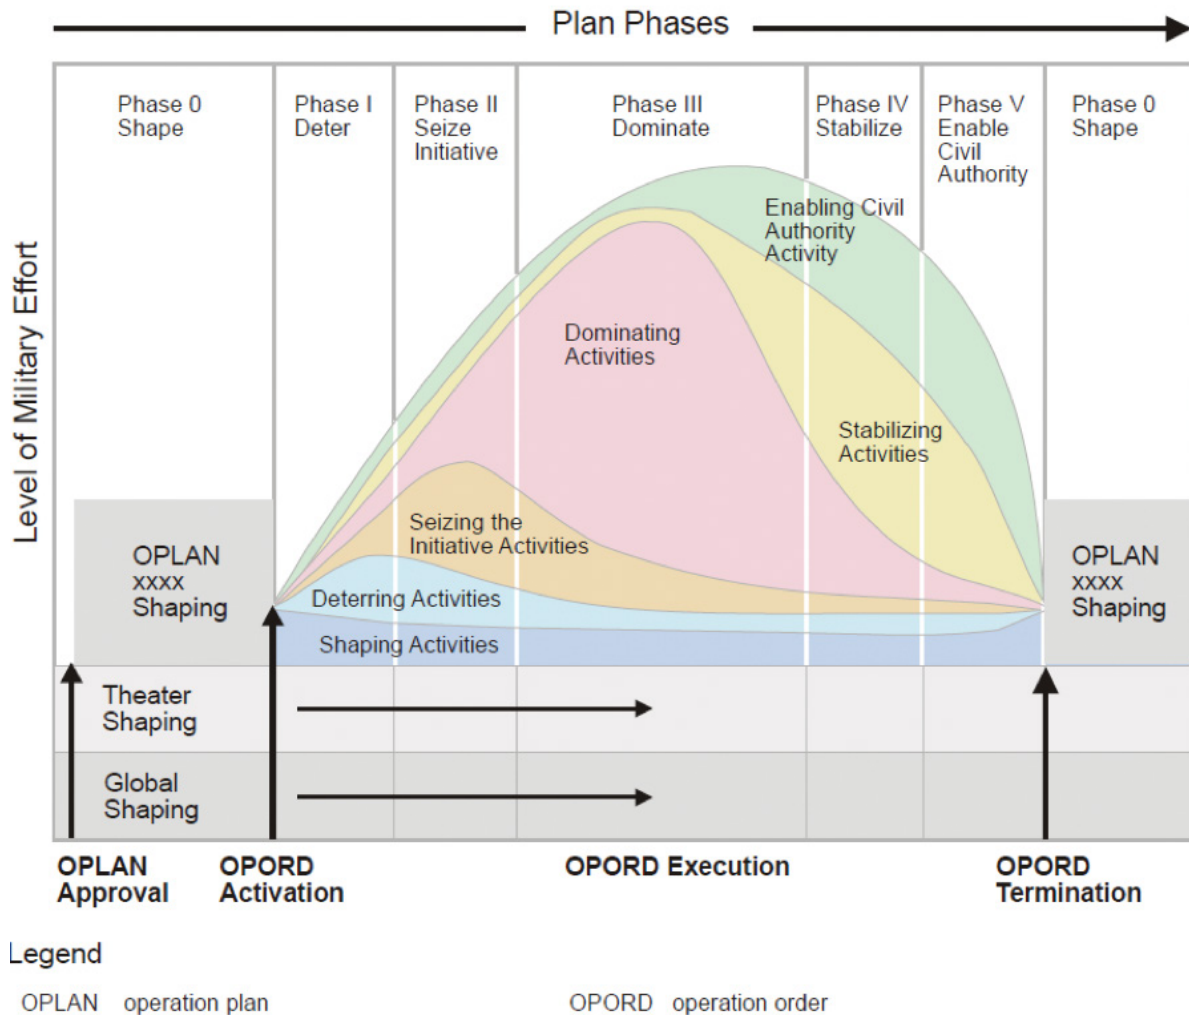 Plan Phases
Phase 0
Shape
Phase I
Deter
Phase II
Seize
Initiative
Phase III
Dominate
Phase IV
Stabilize
Phase V
Enable
Civil
Authority
Phase 0
Shape
Level of Military Effort
Enabling Civil
Authority
Activity
Dominating
Activities
Stabilizing
Activities
Seizing the
Initiative Activities
Deterring Activities
Shaping Activities
OPLAN
xxxx
Shaping
OPLAN
xxxx
Shaping
Theater
Shaping
Global
Shaping
OPLAN
Approval
OPORD
Activation
OPORD Execution
OPORD
Termination
Legend
OPLAN operation plan
OPORD operation order